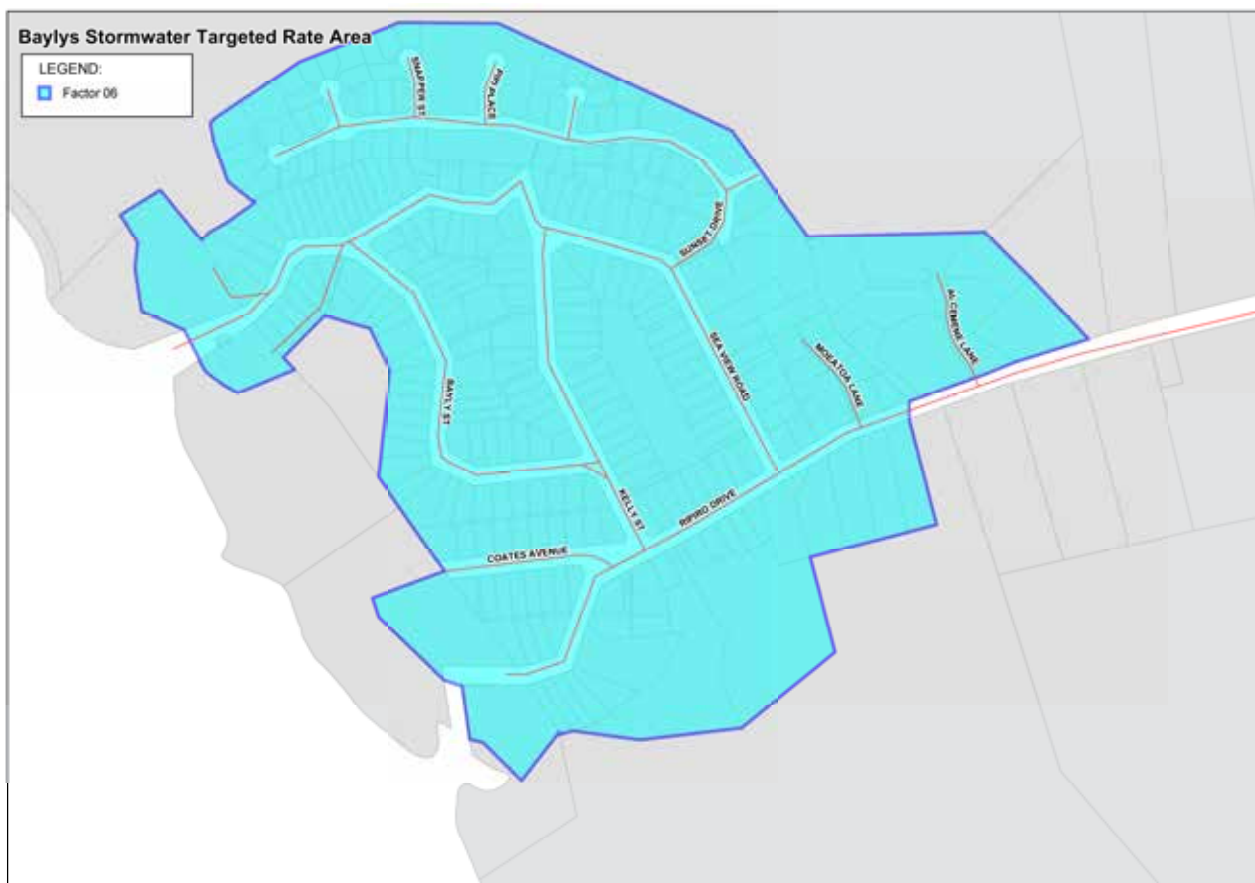 Baylys Stormwater Targeted Rate Area
LEGEND:
Factor 06
SNAPPER ST
PIPI PLACE
SUNSET DRIVE
ALCEMENE LANE
SEA VIEW ROAD
MOEATOA LANE
BAYLY ST
KELLY ST
RIPIRO DRIVE
COATES AVENUE